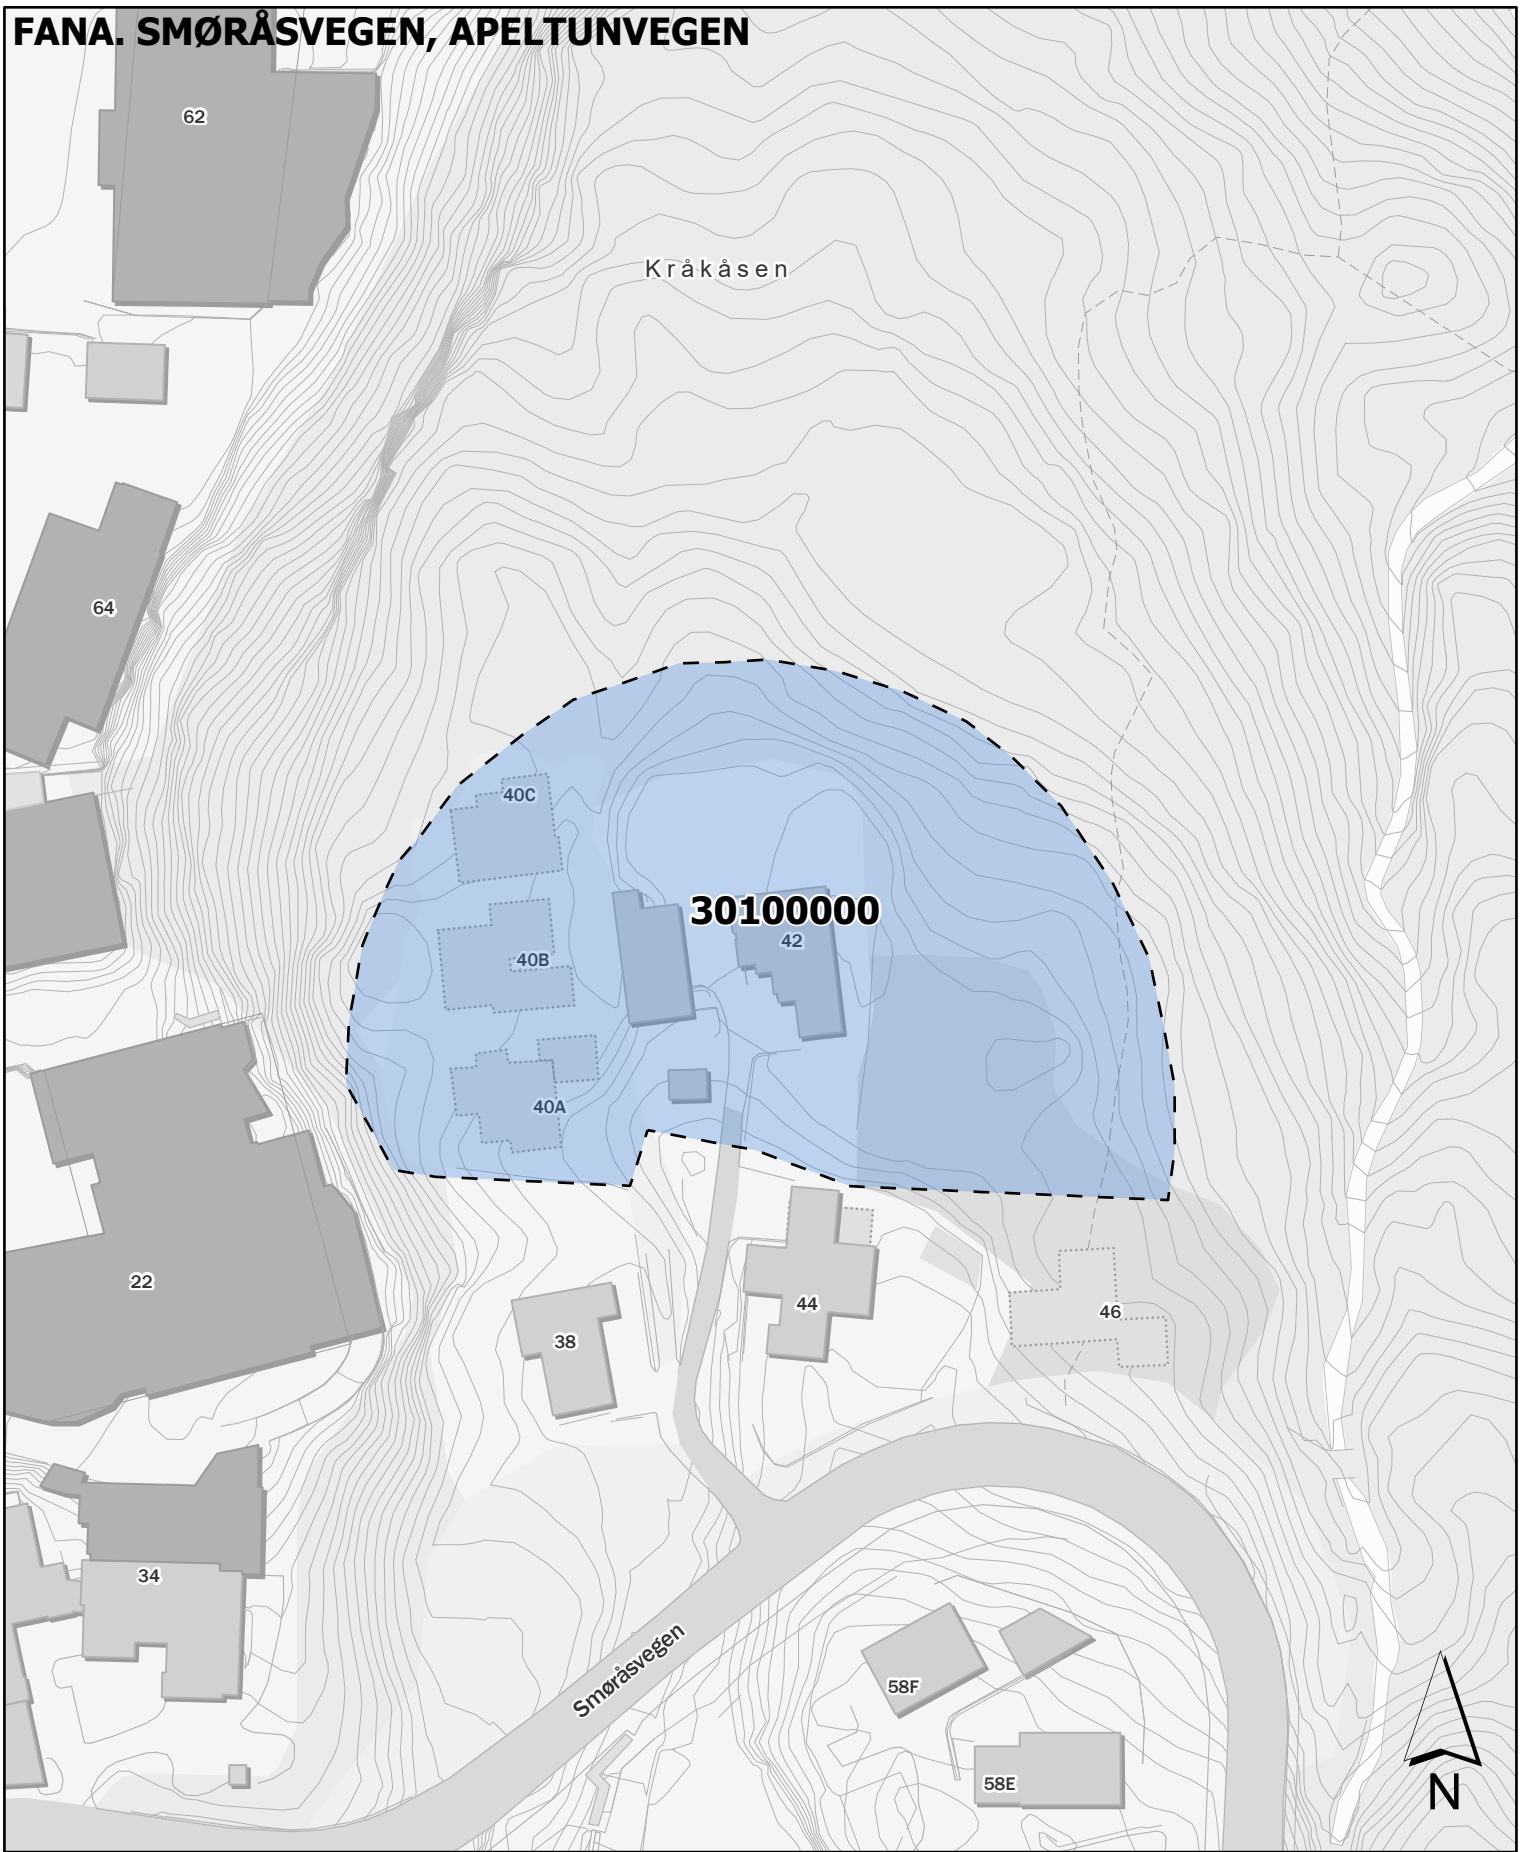 FANA. SMØRÅSVEGEN, APELTUNVEGEN
62
Kråkåsen
64
40C
30100000
42
40B
40A
22
44
46
38
34
Smøråsvegen
58F
58E
N